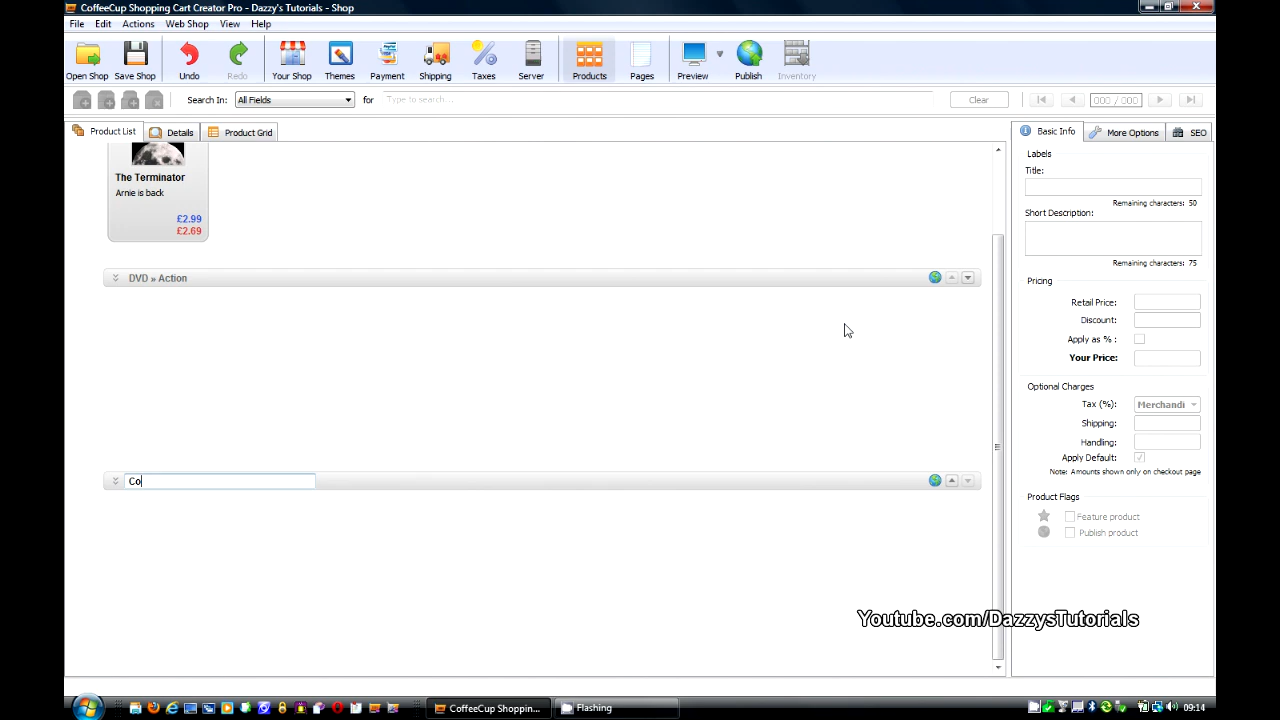 CoffeeCup Shopping Cart Creator Pro - Dazzy's Tutorials - Shop
File Edit Actions Web Shop View Help
Open Shop Save Shop Undo Redo Your Shop Themes Payment Shipping Taxes Server Products Pages Preview Publish Inventory
Search In: All Fields for Type to search... Clear 000 / 000
Product List Details Product Grid Basic Info More Options SEO
Labels
Title:
Remaining characters: 50
Short Description:
Remaining characters: 75
Pricing
Retail Price:
Discount:
Apply as % :
Your Price:
Optional Charges
Tax (%): Merchandi
Shipping:
Handling:
Apply Default:
Note: Amounts shown only on checkout page
Product Flags
Feature product
Publish product
The Terminator
Arnie is back
£2.99
£2.69
DVD » Action
Co
Youtube.com/DazzysTutorials
CoffeeCup Shoppin... Flashing 09:14